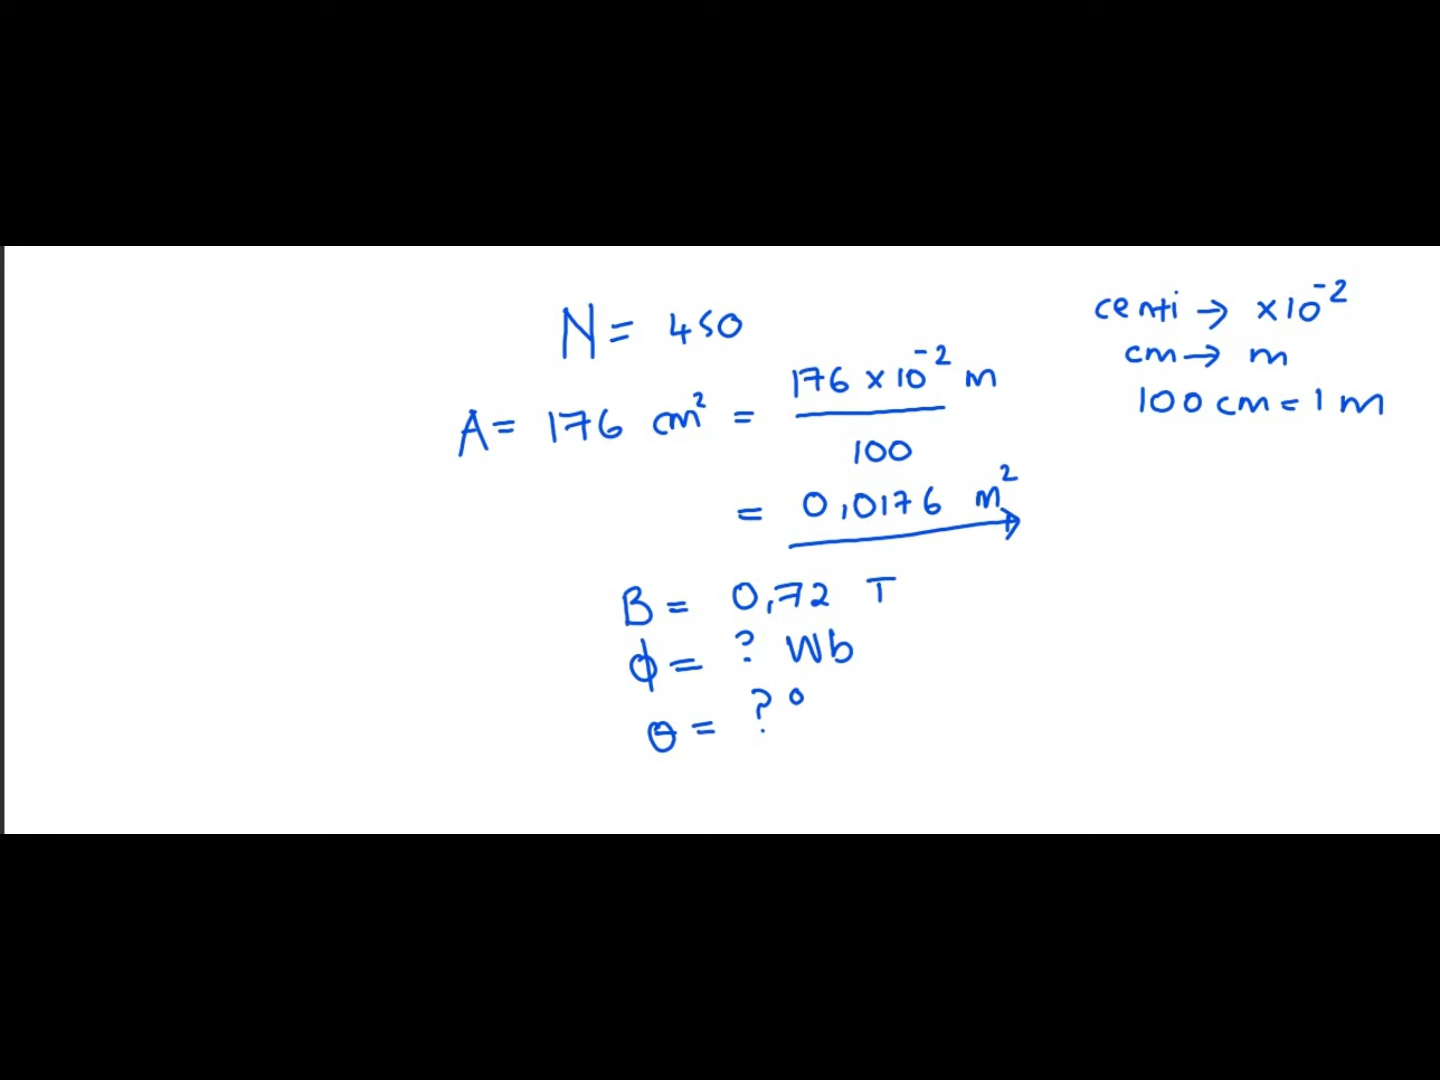 N = 450
A = 176 cm² = 176 × 10⁻² m / 100
= 0,0176 m²
B = 0,72 T
ϕ = ? Wb
θ = ? °
centi → ×10⁻²
cm → m
100 cm = 1 m